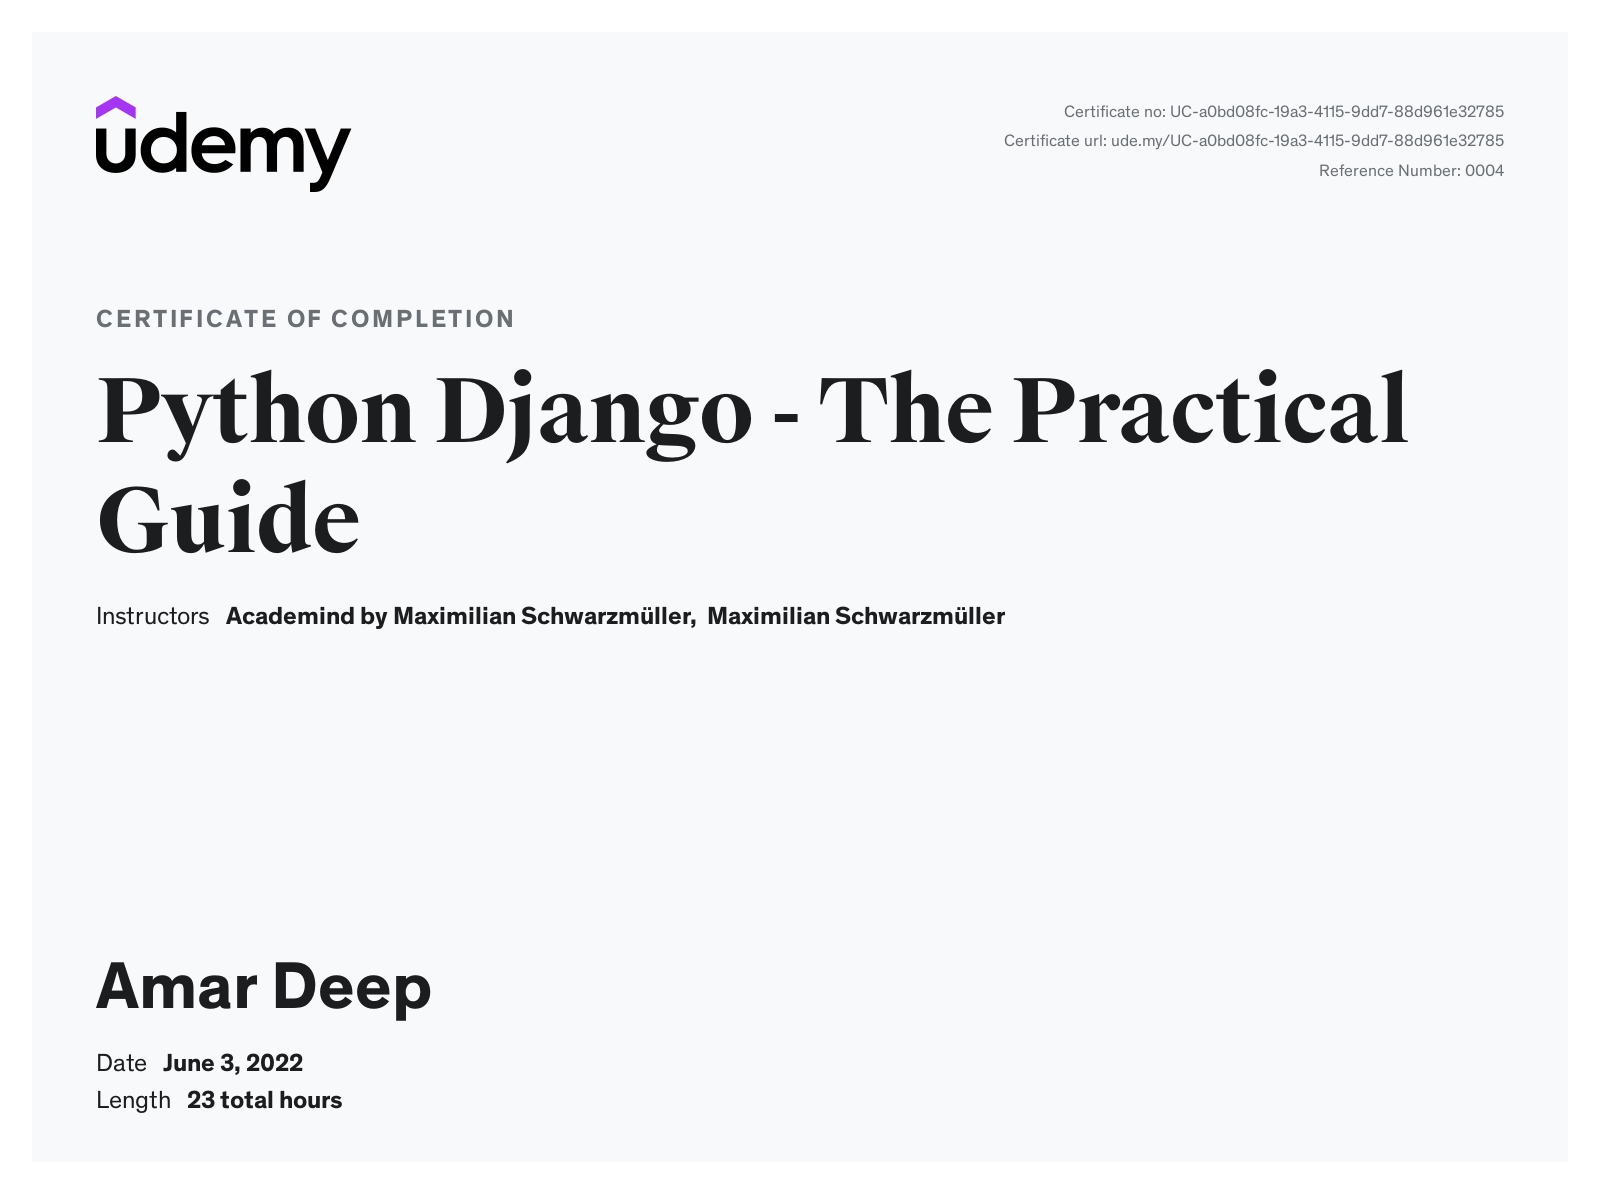 udemy
Certificate no: UC-a0bd08fc-19a3-4115-9dd7-88d961e32785
Certificate url: ude.my/UC-a0bd08fc-19a3-4115-9dd7-88d961e32785
Reference Number: 0004
CERTIFICATE OF COMPLETION
Python Django - The Practical
Guide
Instructors Academind by Maximilian Schwarzmüller, Maximilian Schwarzmüller
Amar Deep
Date June 3, 2022
Length 23 total hours